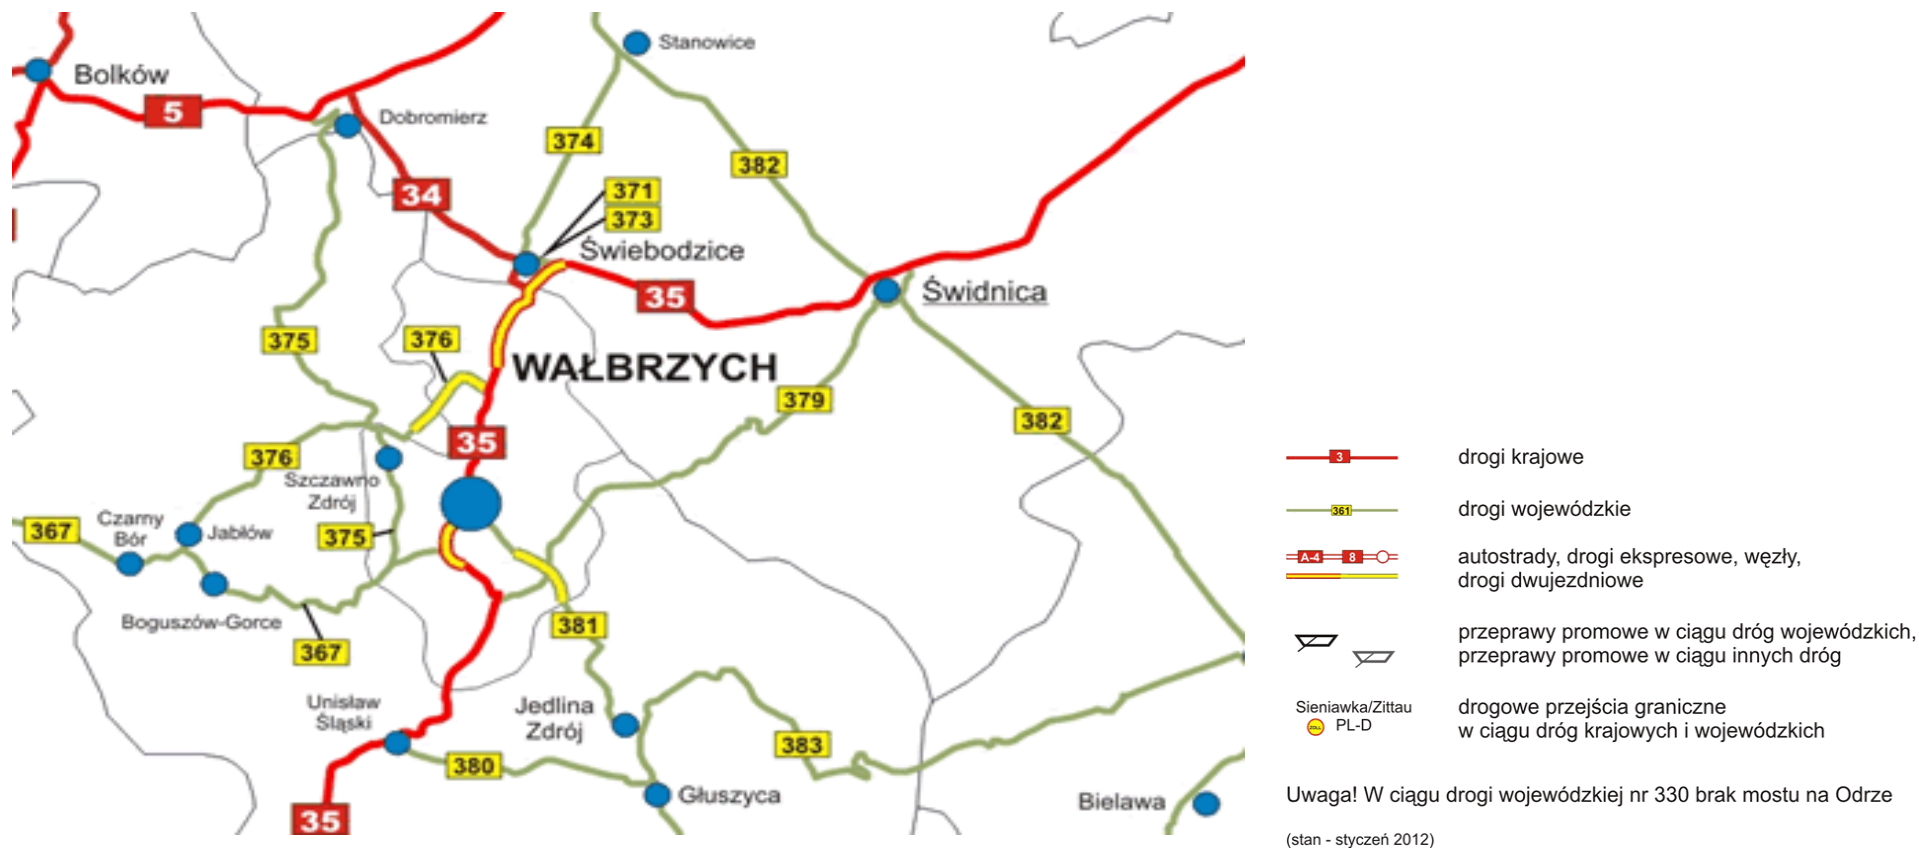 Stanowice
Bolków
5
Dobromierz
374
382
34
371
373
Świebodzice
35
Świdnica
375
376
WAŁBRZYCH
379
382
35
376
Szczawno
Zdrój
367
Czarny
Bór
Jabłów
375
Boguszów-Gorce
381
367
Unisław
Śląski
Jedlina
Zdrój
383
380
Głuszyca
Bielawa
35
3
drogi krajowe
361
drogi wojewódzkie
A-4 8
autostrady, drogi ekspresowe, węzły,
drogi dwujezdniowe
przeprawy promowe w ciągu dróg wojewódzkich,
przeprawy promowe w ciągu innych dróg
Sieniawka/Zittau
PL-D
drogowe przejścia graniczne
w ciągu dróg krajowych i wojewódzkich
Uwaga! W ciągu drogi wojewódzkiej nr 330 brak mostu na Odrze
(stan - styczeń 2012)